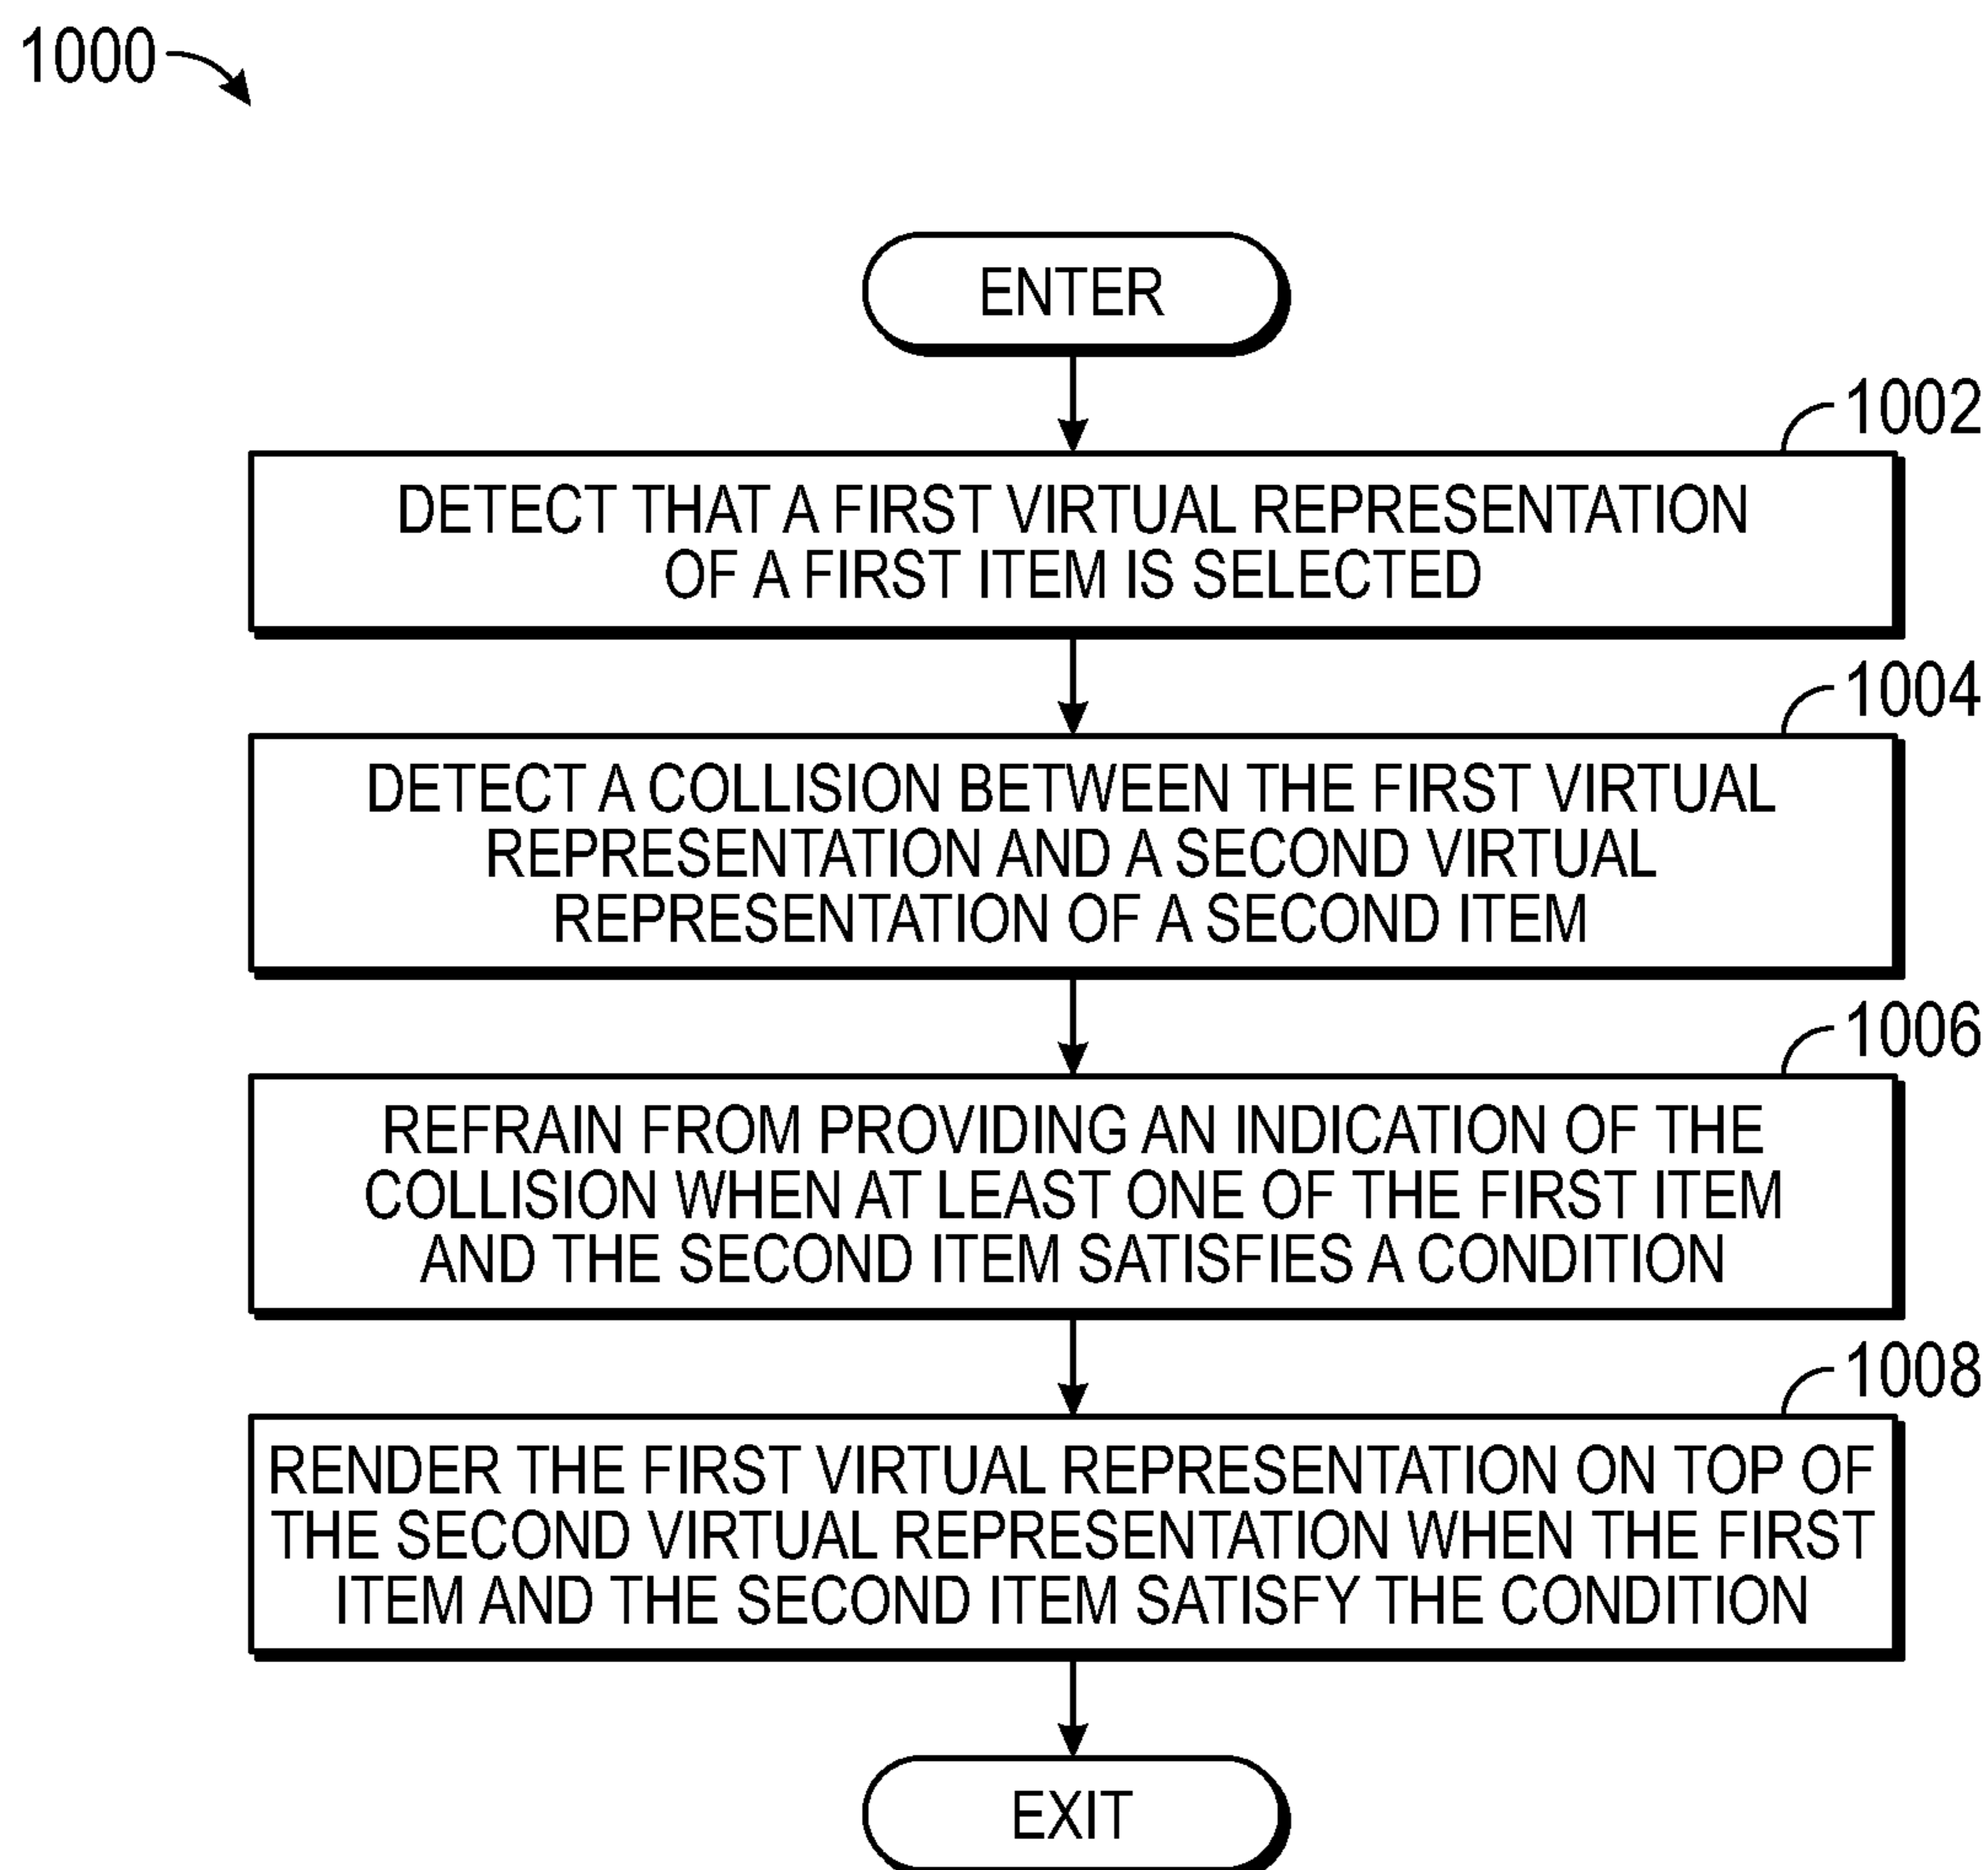 1000
ENTER
1002
DETECT THAT A FIRST VIRTUAL REPRESENTATION
OF A FIRST ITEM IS SELECTED
1004
DETECT A COLLISION BETWEEN THE FIRST VIRTUAL
REPRESENTATION AND A SECOND VIRTUAL
REPRESENTATION OF A SECOND ITEM
1006
REFRAIN FROM PROVIDING AN INDICATION OF THE
COLLISION WHEN AT LEAST ONE OF THE FIRST ITEM
AND THE SECOND ITEM SATISFIES A CONDITION
1008
RENDER THE FIRST VIRTUAL REPRESENTATION ON TOP OF
THE SECOND VIRTUAL REPRESENTATION WHEN THE FIRST
ITEM AND THE SECOND ITEM SATISFY THE CONDITION
EXIT